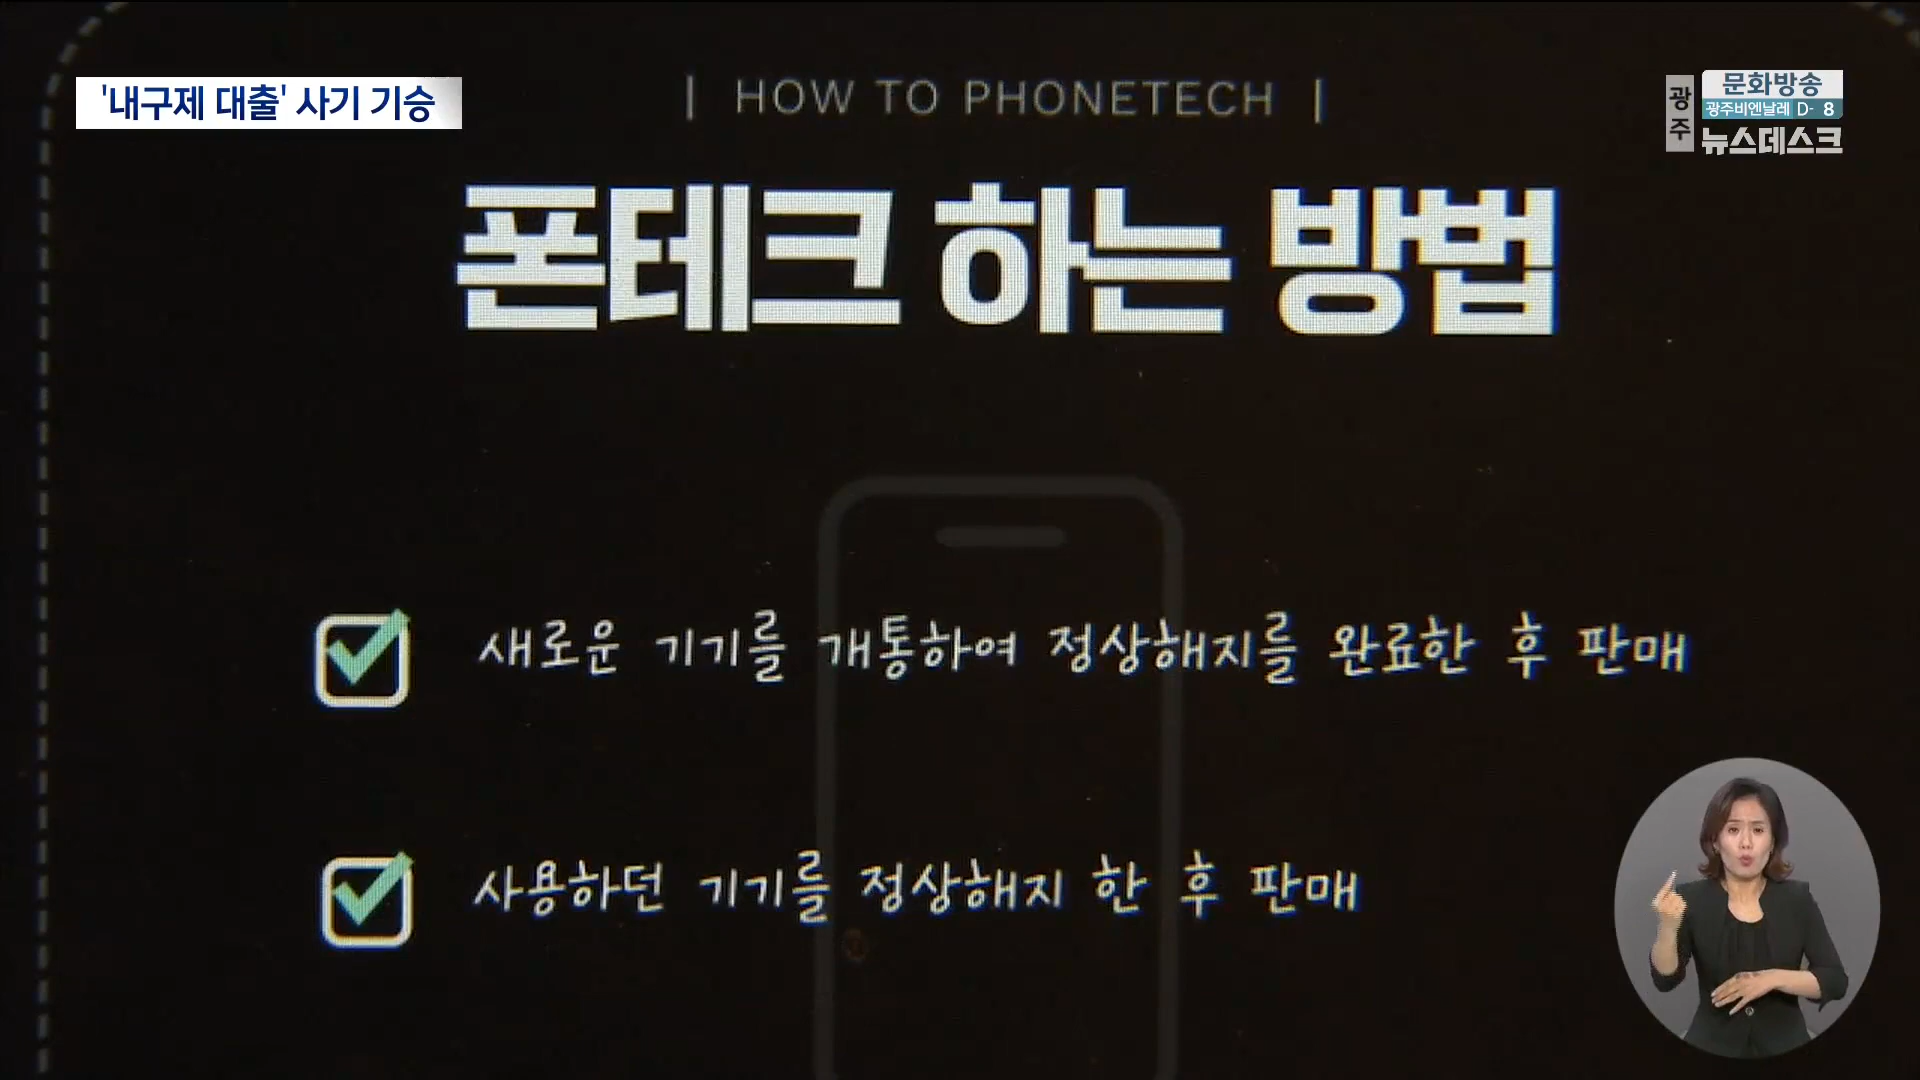 '내구제 대출' 사기 기승
| HOW TO PHONETECH |
광주
문화방송
광주비엔날레 D- 8
뉴스데스크
폰테크 하는 방법
새로운 기기를 개통하여 정상해지를 완료한 후 판매
사용하던 기기를 정상해지 한 후 판매